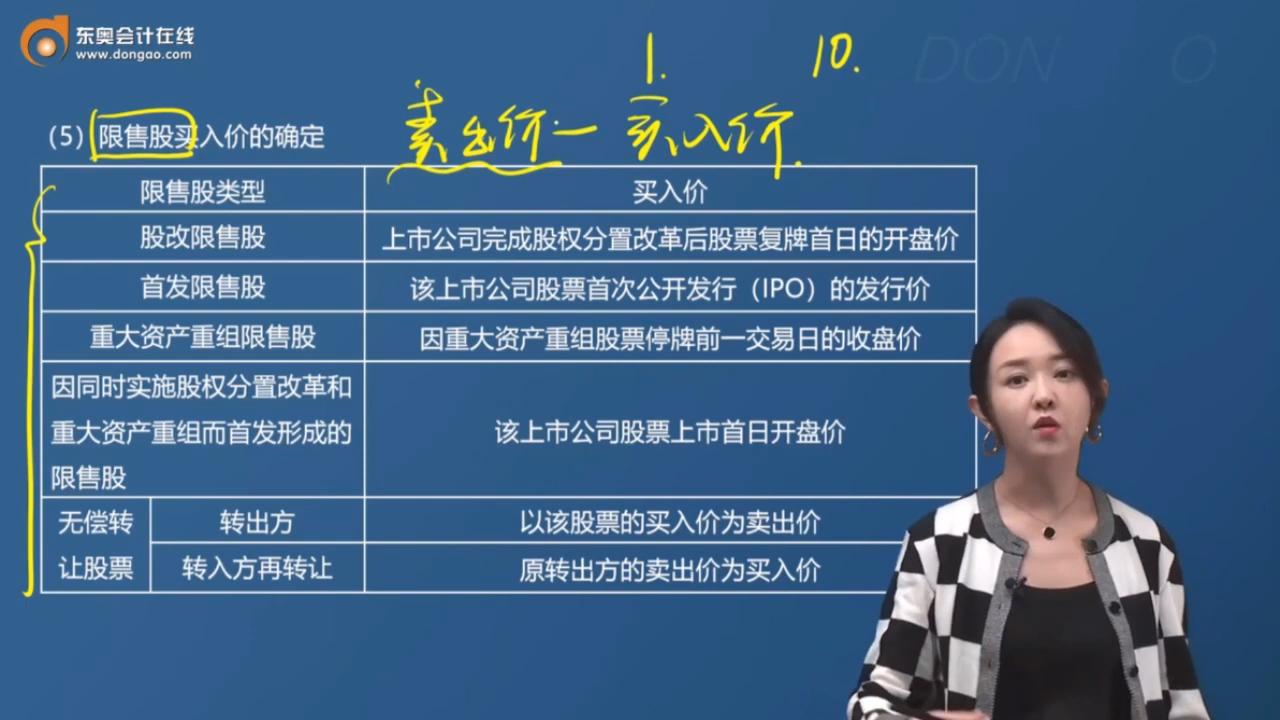 东奥会计在线
www.dongao.com
DON O
1. 10.
卖出价 - 买入价.
(5) 限售股买入价的确定
限售股类型 买入价
股改限售股 上市公司完成股权分置改革后股票复牌首日的开盘价
首发限售股 该上市公司股票首次公开发行（IPO）的发行价
重大资产重组限售股 因重大资产重组股票停牌前一交易日的收盘价
因同时实施股权分置改革和
重大资产重组而首发形成的
限售股
该上市公司股票上市首日开盘价
无偿转
让股票
转出方 以该股票的买入价为卖出价
转入方再转让 原转出方的卖出价为买入价